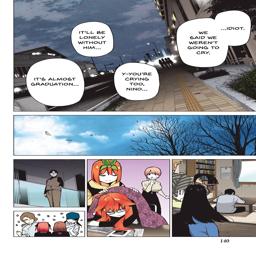 ...IDIOT.
WE
SAID WE
WEREN'T
GOING TO
CRY.
IT'LL BE
LONELY
WITHOUT
HIM...
Y-YOU'RE
CRYING
TOO,
NINO...
IT'S ALMOST
GRADUATION...
140